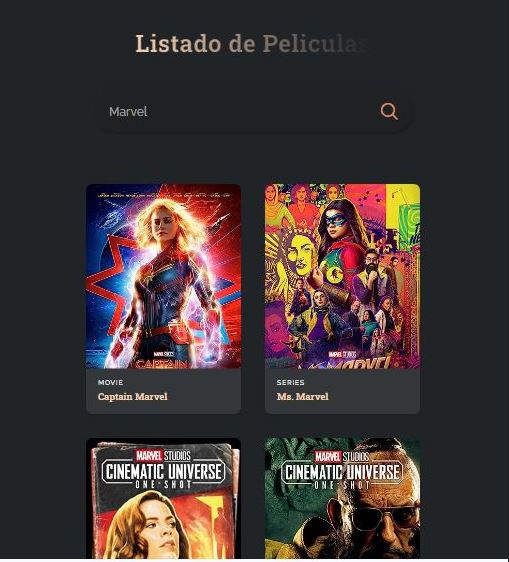 Listado de Peliculas
Marvel
MARVEL STUDIOS
CAPTAIN
MARVEL STUDIOS
MS. MARVEL
MOVIE
Captain Marvel
SERIES
Ms. Marvel
MARVEL STUDIOS
CINEMATIC UNIVERSE
ONE-SHOT
MARVEL STUDIOS
CINEMATIC UNIVERSE
ONE-SHOT